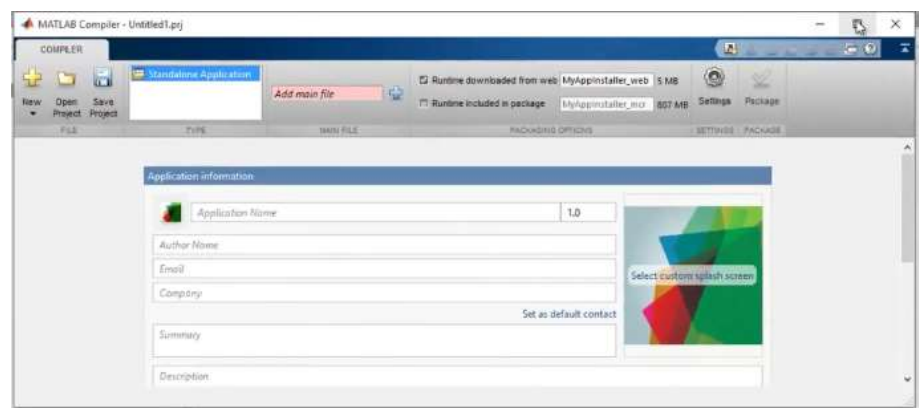 MATLAB Compiler - Untitled1.prj
COMPILER
New
Open Project
Save Project
FILE
Standalone Application
TYPE
Add main file
MAIN FILE
Runtime downloaded from web MyAppInstaller_web 5 MB
Runtime included in package MyAppInstaller_mcr 807 MB
PACKAGING OPTIONS
Settings
SETTINGS
Package
PACKAGE
Application information
Application Name
1.0
Author Name
Email
Company
Set as default contact
Select custom splash screen
Summary
Description